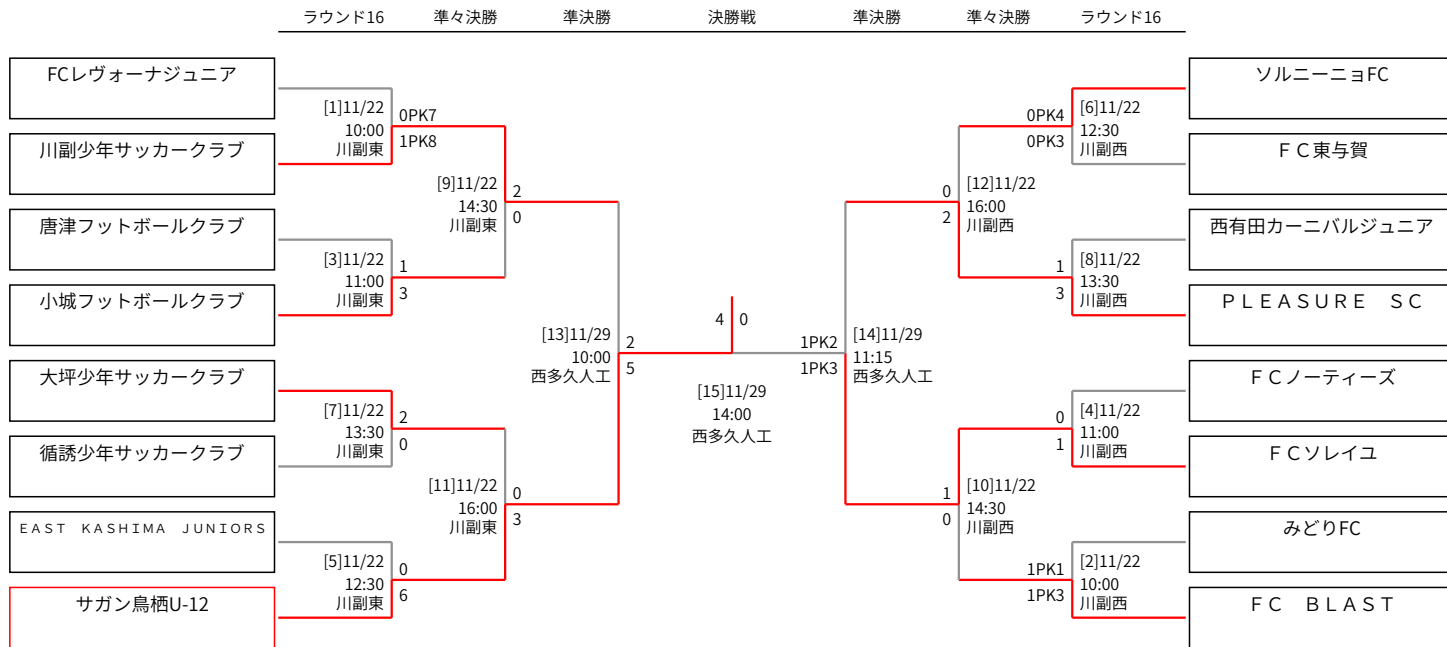 ラウンド16 準々決勝 準決勝 決勝戦 準決勝 準々決勝 ラウンド16
FCレヴォーナジュニア
川副少年サッカークラブ
唐津フットボールクラブ
小城フットボールクラブ
大坪少年サッカークラブ
循誘少年サッカークラブ
ＥＡＳＴ　ＫＡＳＨＩＭＡ　ＪＵＮＩＯＲＳ
サガン鳥栖U-12
[1]11/22
10:00
川副東
0PK7
1PK8
[3]11/22
11:00
川副東
1
3
[7]11/22
13:30
川副東
2
0
[5]11/22
12:30
川副東
0
6
[9]11/22
14:30
川副東
2
0
[11]11/22
16:00
川副東
0
3
[13]11/29
10:00
西多久人工
2
5
4 0
[15]11/29
14:00
西多久人工
1PK2
1PK3
[14]11/29
11:15
西多久人工
0
2
[12]11/22
16:00
川副西
1
0
[10]11/22
14:30
川副西
0PK4
0PK3
[6]11/22
12:30
川副西
1
3
[8]11/22
13:30
川副西
0
1
[4]11/22
11:00
川副西
1PK1
1PK3
[2]11/22
10:00
川副西
ソルニーニョFC
ＦＣ東与賀
西有田カーニバルジュニア
ＰＬＥＡＳＵＲＥ　ＳＣ
ＦＣノーティーズ
ＦＣソレイユ
みどりFC
ＦＣ　ＢＬＡＳＴ